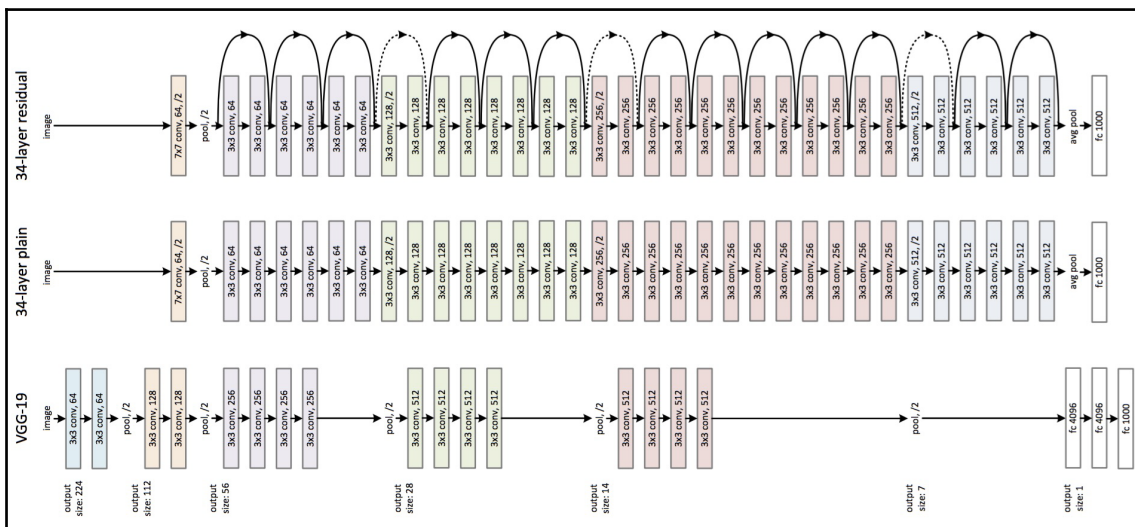 34-layer residual
image
7x7 conv, 64, /2
pool, /2
3x3 conv, 64
3x3 conv, 64
3x3 conv, 64
3x3 conv, 64
3x3 conv, 64
3x3 conv, 64
3x3 conv, 128, /2
3x3 conv, 128
3x3 conv, 128
3x3 conv, 128
3x3 conv, 128
3x3 conv, 128
3x3 conv, 128
3x3 conv, 128
3x3 conv, 256, /2
3x3 conv, 256
3x3 conv, 256
3x3 conv, 256
3x3 conv, 256
3x3 conv, 256
3x3 conv, 256
3x3 conv, 256
3x3 conv, 256
3x3 conv, 256
3x3 conv, 256
3x3 conv, 256
3x3 conv, 512, /2
3x3 conv, 512
3x3 conv, 512
3x3 conv, 512
3x3 conv, 512
3x3 conv, 512
avg pool
fc 1000
34-layer plain
image
7x7 conv, 64, /2
pool, /2
3x3 conv, 64
3x3 conv, 64
3x3 conv, 64
3x3 conv, 64
3x3 conv, 64
3x3 conv, 64
3x3 conv, 128, /2
3x3 conv, 128
3x3 conv, 128
3x3 conv, 128
3x3 conv, 128
3x3 conv, 128
3x3 conv, 128
3x3 conv, 128
3x3 conv, 256, /2
3x3 conv, 256
3x3 conv, 256
3x3 conv, 256
3x3 conv, 256
3x3 conv, 256
3x3 conv, 256
3x3 conv, 256
3x3 conv, 256
3x3 conv, 256
3x3 conv, 256
3x3 conv, 256
3x3 conv, 512, /2
3x3 conv, 512
3x3 conv, 512
3x3 conv, 512
3x3 conv, 512
3x3 conv, 512
avg pool
fc 1000
VGG-19
image
3x3 conv, 64
3x3 conv, 64
pool, /2
3x3 conv, 128
3x3 conv, 128
pool, /2
3x3 conv, 256
3x3 conv, 256
3x3 conv, 256
3x3 conv, 256
pool, /2
3x3 conv, 512
3x3 conv, 512
3x3 conv, 512
3x3 conv, 512
pool, /2
3x3 conv, 512
3x3 conv, 512
3x3 conv, 512
3x3 conv, 512
pool, /2
fc 4096
fc 4096
fc 1000
output
size: 224
output
size: 112
output
size: 56
output
size: 28
output
size: 14
output
size: 7
output
size: 1